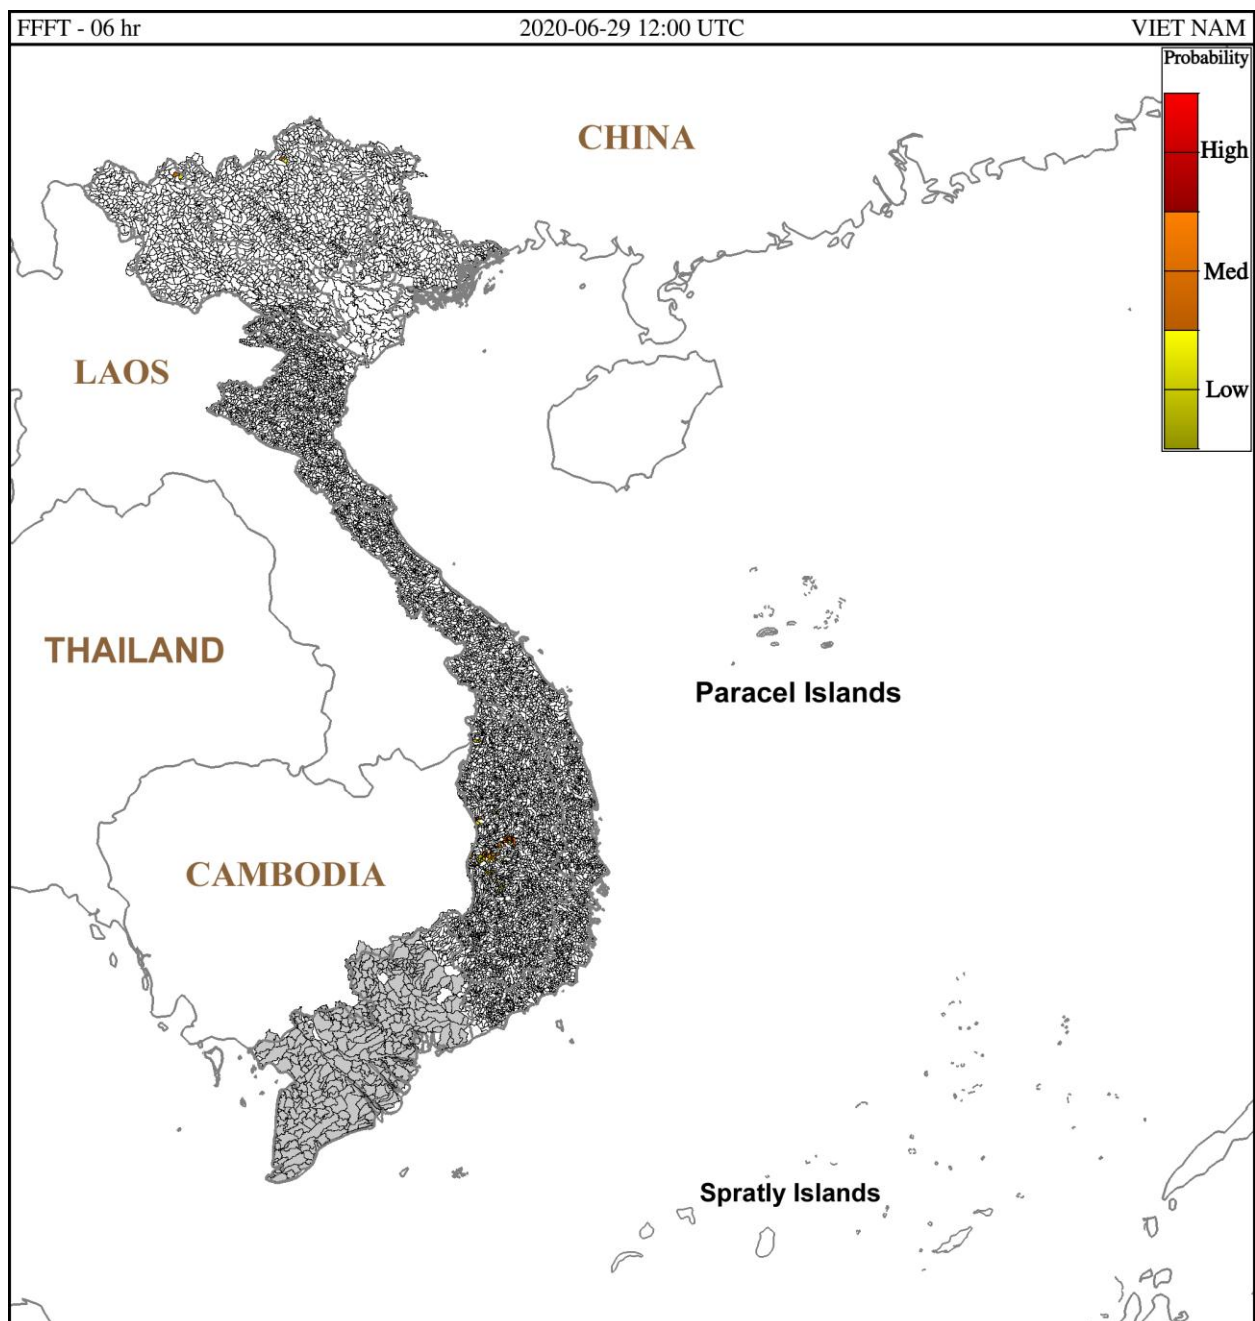 FFFT - 06 hr 2020-06-29 12:00 UTC VIET NAM
Probability
High
Med
Low
CHINA
LAOS
THAILAND
Paracel Islands
CAMBODIA
Spratly Islands